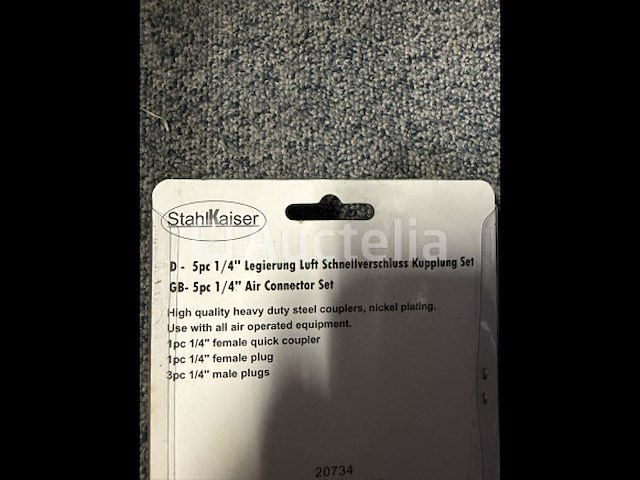 StahlKaiser
Auctelia
D - 5pc 1/4" Legierung Luft Schnellverschluss Kupplung Set
GB- 5pc 1/4" Air Connector Set
High quality heavy duty steel couplers, nickel plating.
Use with all air operated equipment.
1pc 1/4" female quick coupler
1pc 1/4" female plug
3pc 1/4" male plugs
20734